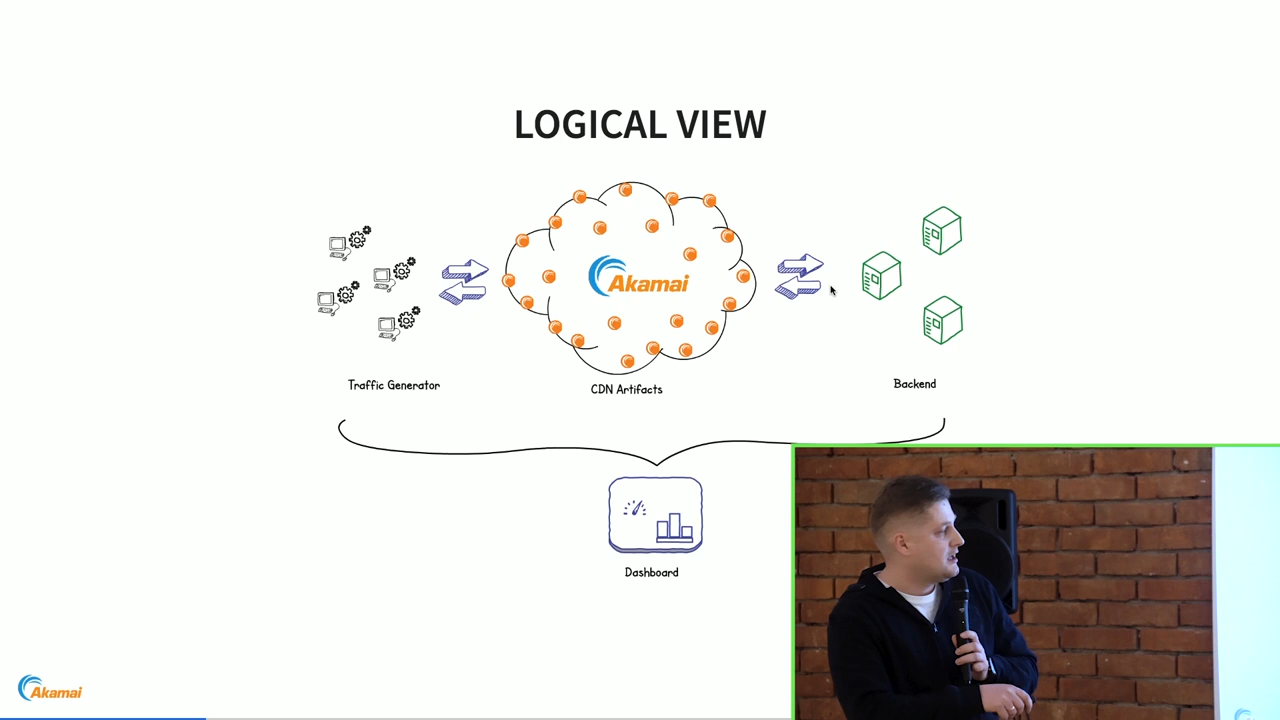 LOGICAL VIEW
Akamai
Traffic Generator
CDN Artifacts
Backend
Dashboard
Akamai